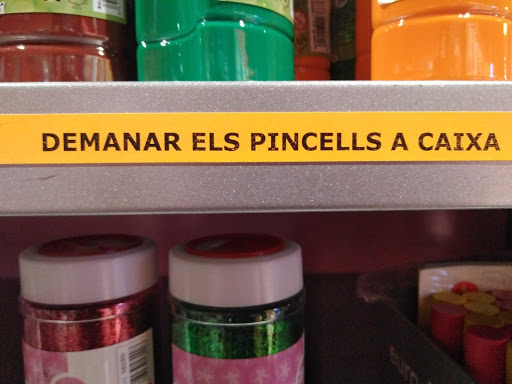 DEMANAR ELS PINCELLS A CAIXA